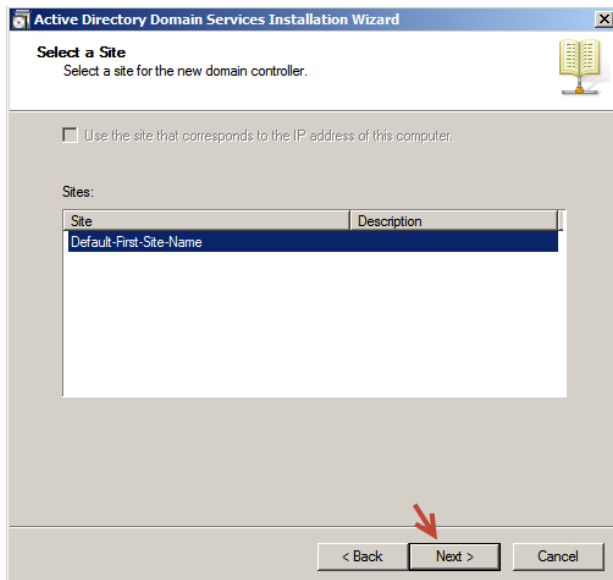 Active Directory Domain Services Installation Wizard
Select a Site
Select a site for the new domain controller.
Use the site that corresponds to the IP address of this computer.
Sites:
Site Description
Default-First-Site-Name
< Back Next > Cancel